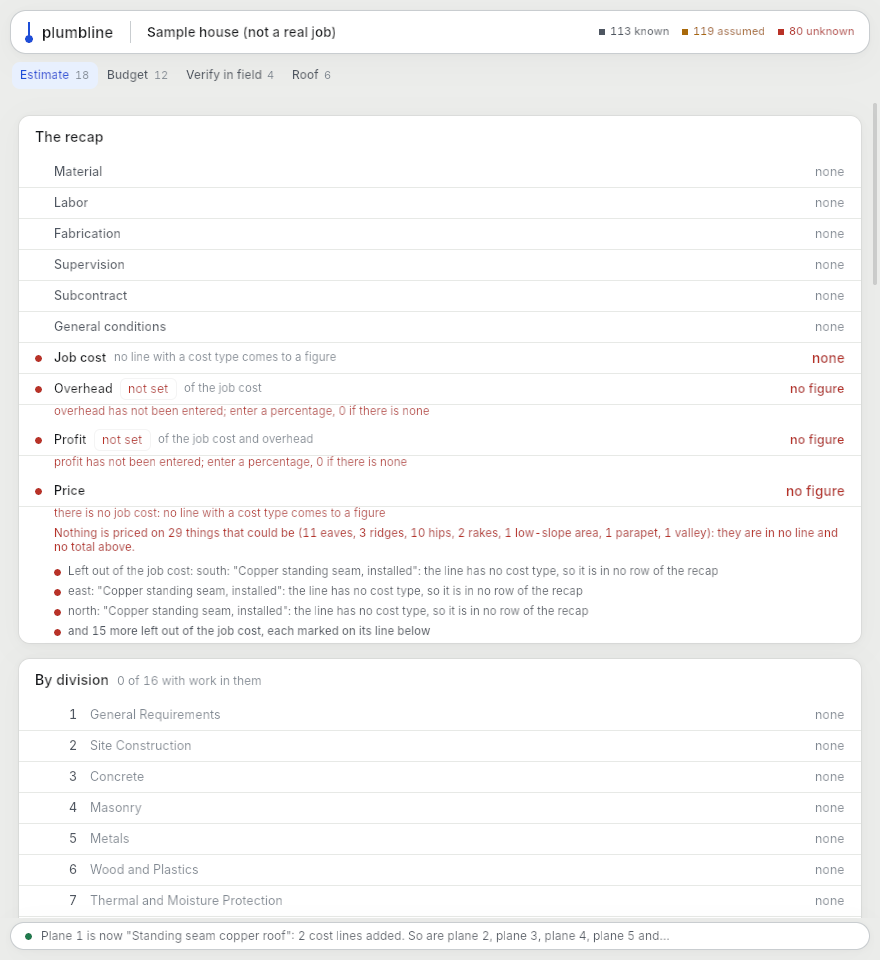 plumbline
Sample house (not a real job)
113 known
119 assumed
80 unknown
Estimate 18
Budget 12
Verify in field 4
Roof 6
The recap
Material none
Labor none
Fabrication none
Supervision none
Subcontract none
General conditions none
Job cost no line with a cost type comes to a figure none
Overhead not set of the job cost no figure
overhead has not been entered; enter a percentage, 0 if there is none
Profit not set of the job cost and overhead no figure
profit has not been entered; enter a percentage, 0 if there is none
Price no figure
there is no job cost: no line with a cost type comes to a figure
Nothing is priced on 29 things that could be (11 eaves, 3 ridges, 10 hips, 2 rakes, 1 low-slope area, 1 parapet, 1 valley): they are in no line and
no total above.
Left out of the job cost: south: "Copper standing seam, installed": the line has no cost type, so it is in no row of the recap
east: "Copper standing seam, installed": the line has no cost type, so it is in no row of the recap
north: "Copper standing seam, installed": the line has no cost type, so it is in no row of the recap
and 15 more left out of the job cost, each marked on its line below
By division 0 of 16 with work in them
1 General Requirements none
2 Site Construction none
3 Concrete none
4 Masonry none
5 Metals none
6 Wood and Plastics none
7 Thermal and Moisture Protection none
Plane 1 is now "Standing seam copper roof": 2 cost lines added. So are plane 2, plane 3, plane 4, plane 5 and...